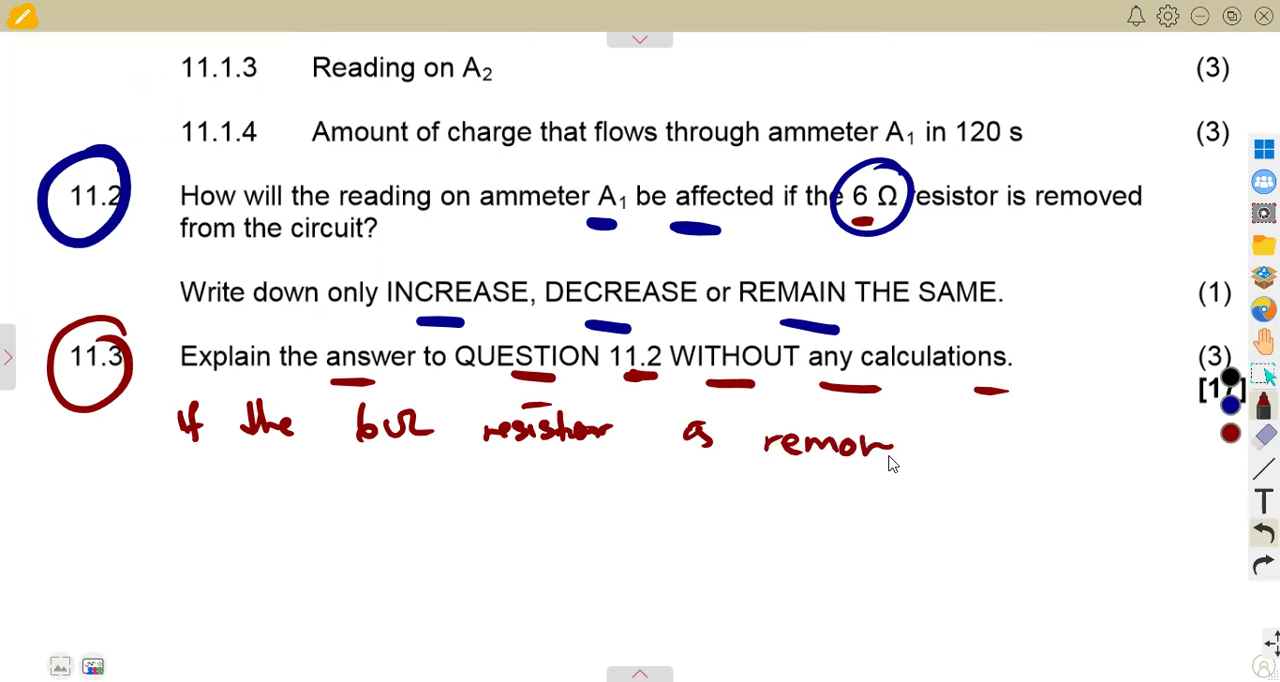 11.1.3 Reading on A₂ (3)
11.1.4 Amount of charge that flows through ammeter A₁ in 120 s (3)
11.2 How will the reading on ammeter A₁ be affected if the 6 Ω resistor is removed
from the circuit?
Write down only INCREASE, DECREASE or REMAIN THE SAME. (1)
11.3 Explain the answer to QUESTION 11.2 WITHOUT any calculations. (3)
[17]
If the 6Ω resistor is remov
T